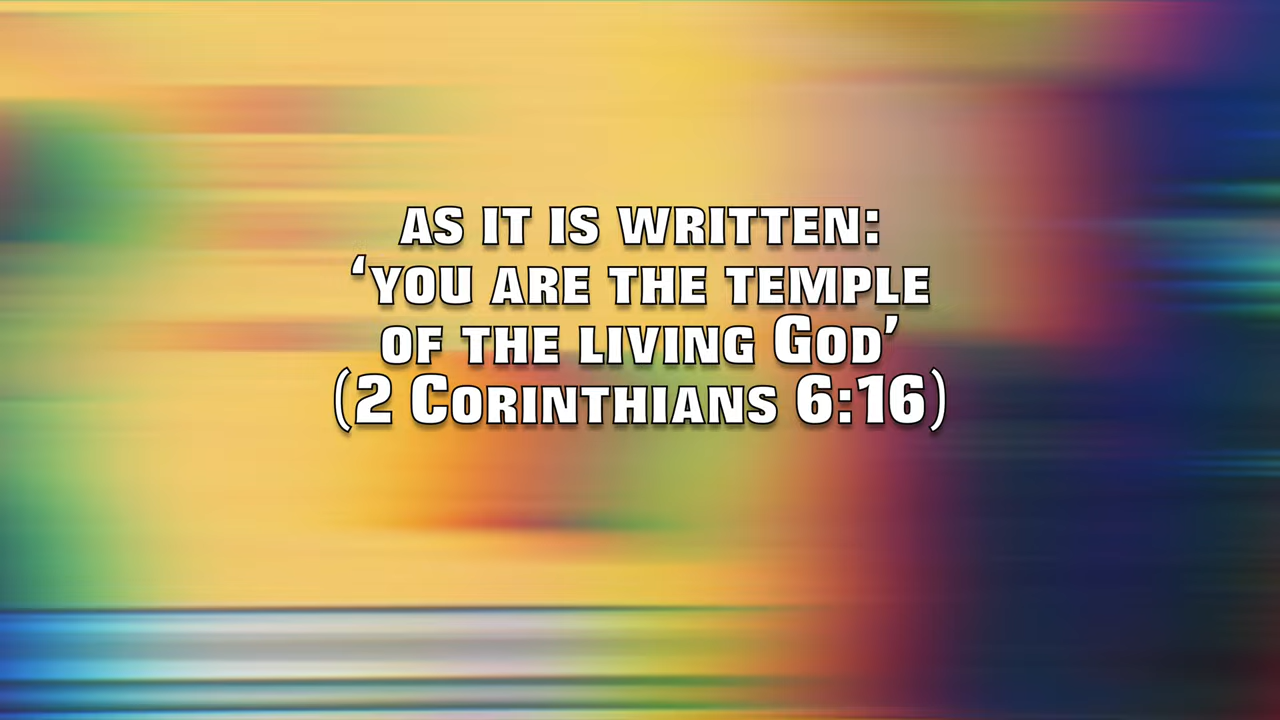 as it is written:
‘you are the temple
of the living God’
(2 Corinthians 6:16)